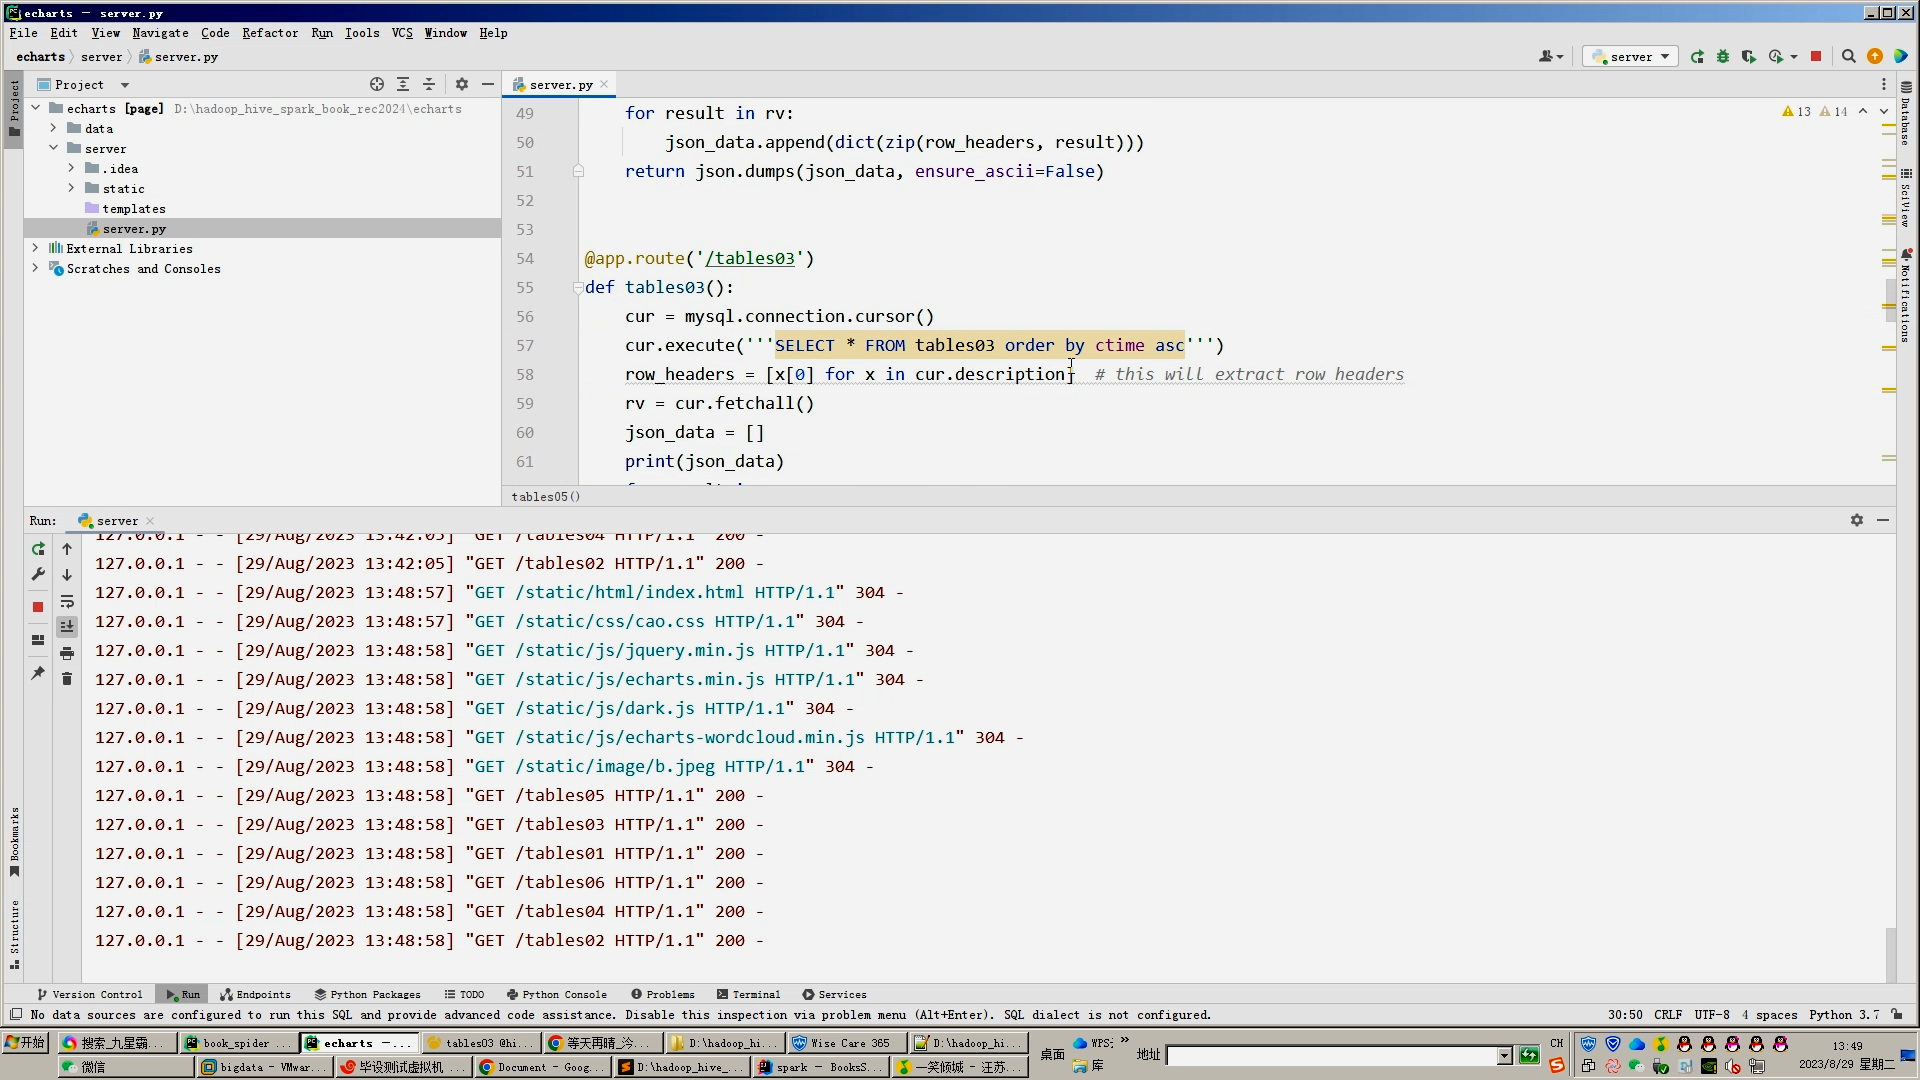 echarts – server.py
File Edit View Navigate Code Refactor Run Tools VCS Window Help
echarts server server.py
server
Project
server.py
echarts [page] D:\hadoop_hive_spark_book_rec2024\echarts
data
server
.idea
static
templates
server.py
External Libraries
Scratches and Consoles
13 14
49 for result in rv:
50 json_data.append(dict(zip(row_headers, result)))
51 return json.dumps(json_data, ensure_ascii=False)
52
53
54 @app.route('/tables03')
55 def tables03():
56 cur = mysql.connection.cursor()
57 cur.execute('''SELECT * FROM tables03 order by ctime asc''')
58 row_headers = [x[0] for x in cur.description] # this will extract row headers
59 rv = cur.fetchall()
60 json_data = []
61 print(json_data)
tables05()
Project
Bookmarks
Structure
Database
SciView
Notifications
Run: server
127.0.0.1 - - [29/Aug/2023 13:42:05] "GET /tables04 HTTP/1.1" 200 -
127.0.0.1 - - [29/Aug/2023 13:42:05] "GET /tables02 HTTP/1.1" 200 -
127.0.0.1 - - [29/Aug/2023 13:48:57] "GET /static/html/index.html HTTP/1.1" 304 -
127.0.0.1 - - [29/Aug/2023 13:48:57] "GET /static/css/cao.css HTTP/1.1" 304 -
127.0.0.1 - - [29/Aug/2023 13:48:58] "GET /static/js/jquery.min.js HTTP/1.1" 304 -
127.0.0.1 - - [29/Aug/2023 13:48:58] "GET /static/js/echarts.min.js HTTP/1.1" 304 -
127.0.0.1 - - [29/Aug/2023 13:48:58] "GET /static/js/dark.js HTTP/1.1" 304 -
127.0.0.1 - - [29/Aug/2023 13:48:58] "GET /static/js/echarts-wordcloud.min.js HTTP/1.1" 304 -
127.0.0.1 - - [29/Aug/2023 13:48:58] "GET /static/image/b.jpeg HTTP/1.1" 304 -
127.0.0.1 - - [29/Aug/2023 13:48:58] "GET /tables05 HTTP/1.1" 200 -
127.0.0.1 - - [29/Aug/2023 13:48:58] "GET /tables03 HTTP/1.1" 200 -
127.0.0.1 - - [29/Aug/2023 13:48:58] "GET /tables01 HTTP/1.1" 200 -
127.0.0.1 - - [29/Aug/2023 13:48:58] "GET /tables06 HTTP/1.1" 200 -
127.0.0.1 - - [29/Aug/2023 13:48:58] "GET /tables04 HTTP/1.1" 200 -
127.0.0.1 - - [29/Aug/2023 13:48:58] "GET /tables02 HTTP/1.1" 200 -
Version Control Run Endpoints Python Packages TODO Python Console Problems Terminal Services
No data sources are configured to run this SQL and provide advanced code assistance. Disable this inspection via problem menu (Alt+Enter). SQL dialect is not configured.
30:50 CRLF UTF-8 4 spaces Python 3.7
开始 搜索_九星霸... book_spider ... echarts –... tables03 @hi... 等天再晴_... D:\hadoop_hi... Wise Care 365 D:\hadoop_hi... 桌面 WPS 地址 CH 13:49
微信 bigdata - VMwar... 毕设测试虚拟机 ... Document - Goog... D:\hadoop_hive_... spark – BooksS... 一笑倾城 - 汪苏... 库 2023/8/29 星期二